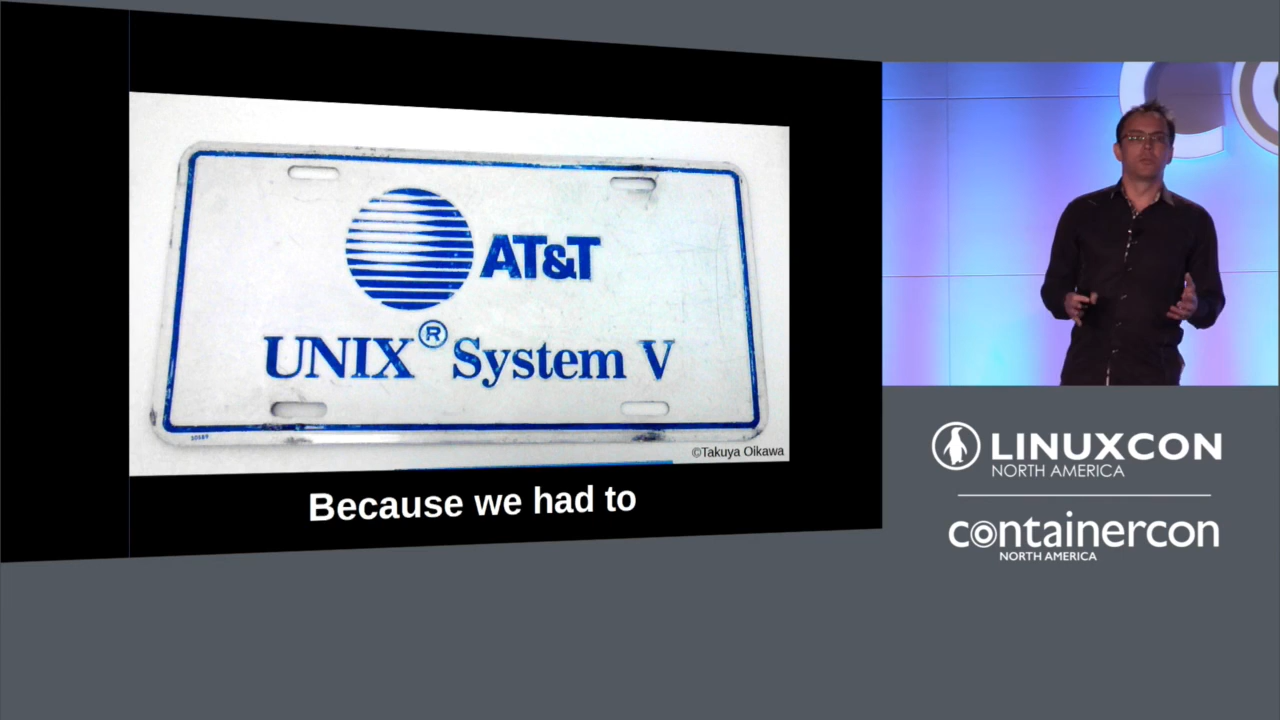 AT&T
UNIX® System V
©Takuya Oikawa
Because we had to
LINUXCON
NORTH AMERICA
containercon
NORTH AMERICA